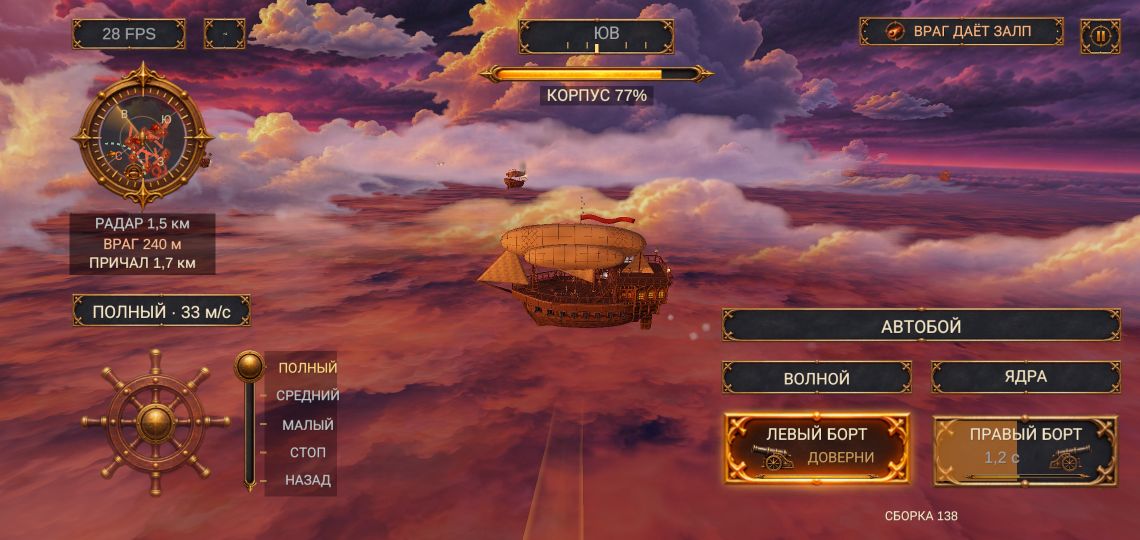 28 FPS
ЮВ
ВРАГ ДАЁТ ЗАЛП
КОРПУС 77%
В
Ю
С
З
РАДАР 1,5 км
ВРАГ 240 м
ПРИЧАЛ 1,7 км
ПОЛНЫЙ · 33 м/с
ПОЛНЫЙ
СРЕДНИЙ
МАЛЫЙ
СТОП
НАЗАД
АВТОБОЙ
ВОЛНОЙ
ЯДРА
ЛЕВЫЙ БОРТ
ДОВЕРНИ
ПРАВЫЙ БОРТ
1,2 с
СБОРКА 138